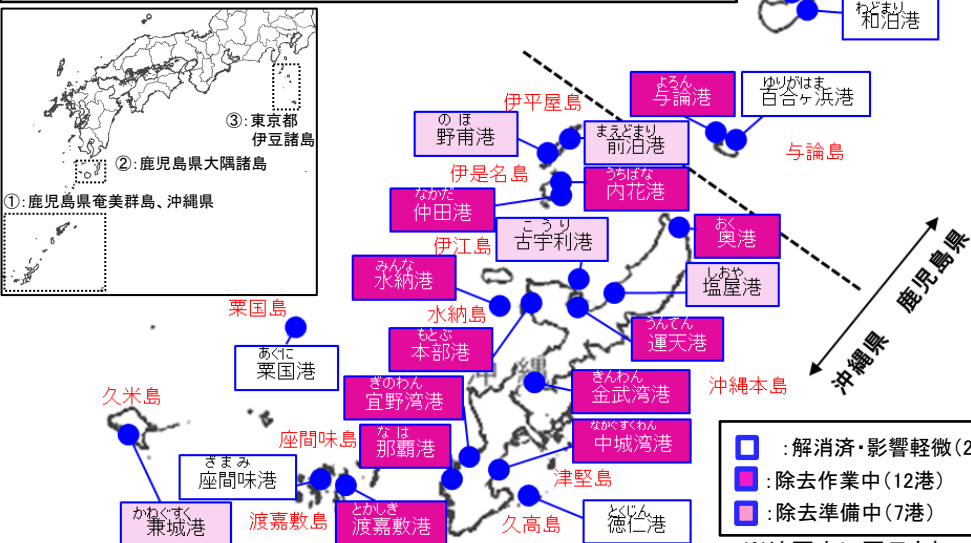 わどまり
和泊港
③：東京都
伊豆諸島
②：鹿児島県大隅諸島
①：鹿児島県奄美群島、沖縄県
よろん
与論港
ゆりがはま
百合ヶ浜港
与論島
伊平屋島
のほ
野甫港
まえどまり
前泊港
伊是名島
うちばな
内花港
なかだ
仲田港
こうり
古宇利港
おく
奥港
伊江島
みんな
水納港
しおや
塩屋港
鹿児島県
沖縄県
粟国島
水納島
うんてん
運天港
もとぶ
本部港
あぐに
粟国港
沖縄
きんわん
金武湾港
沖縄本島
ぎのわん
宜野湾港
久米島
なかぐすくわん
中城湾港
座間味島
なは
那覇港
ざまみ
座間味港
津堅島
かねぐすく
兼城港
渡嘉敷島
とかしき
渡嘉敷港
久高島
とくじん
徳仁港
：解消済・影響軽微（2
：除去作業中（12港）
：除去準備中（7港）